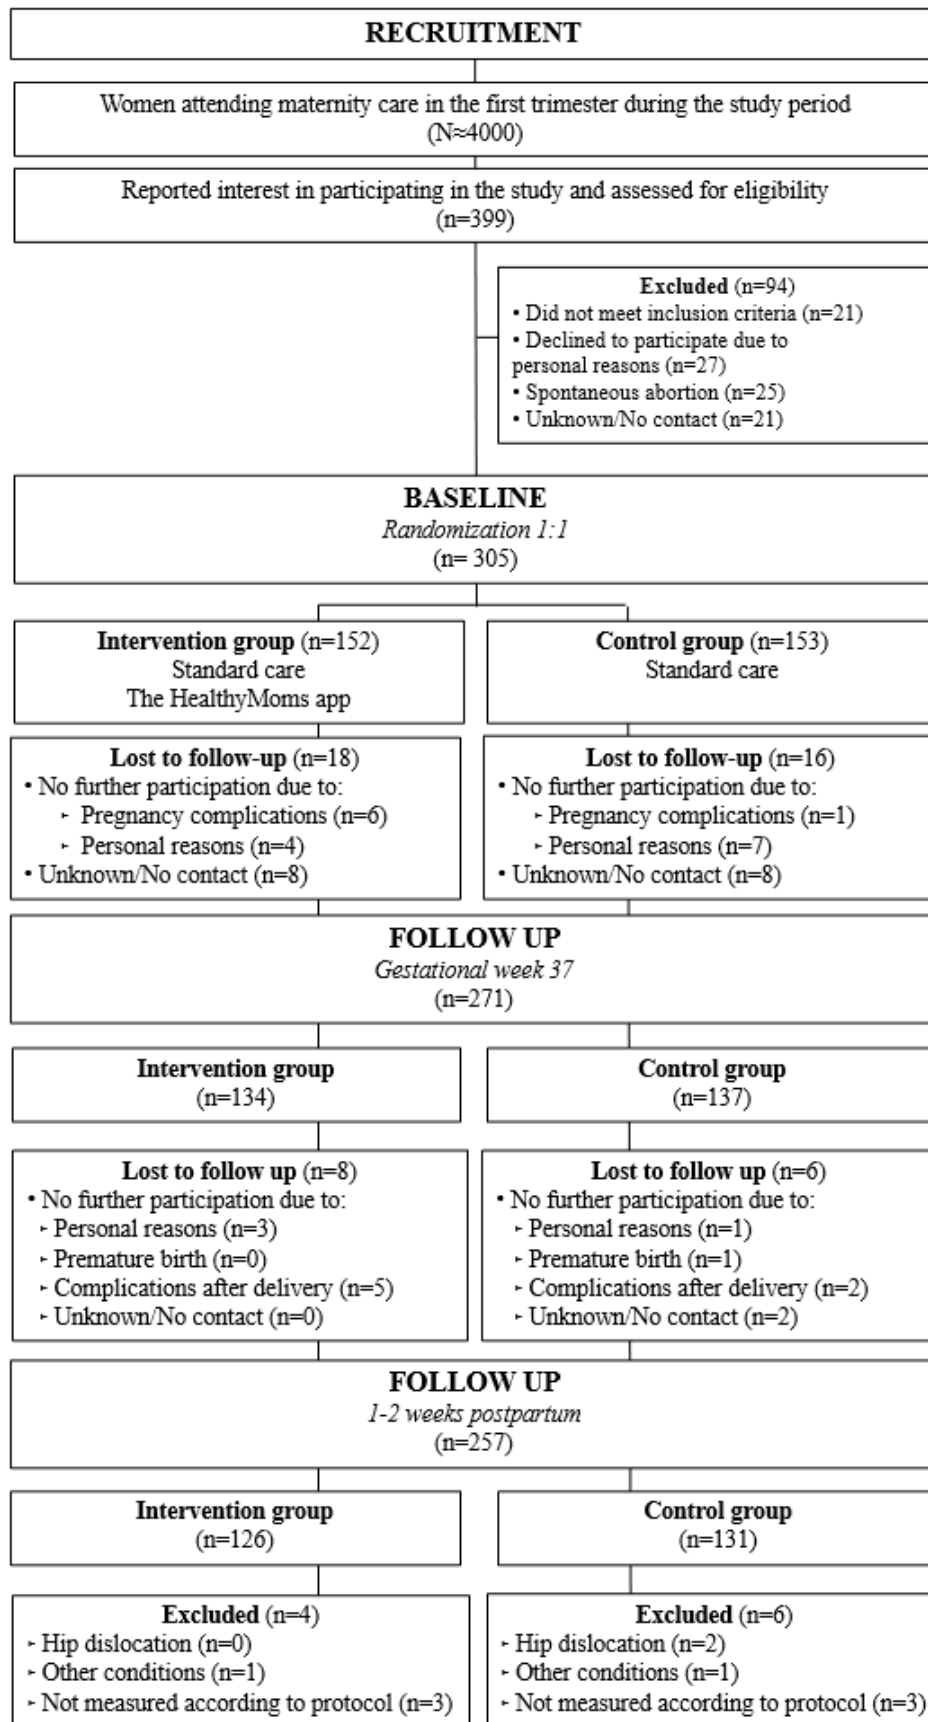 RECRUITMENT
Women attending maternity care in the first trimester during the study period
(N≈4000)
Reported interest in participating in the study and assessed for eligibility
(n=399)
Excluded (n=94)
• Did not meet inclusion criteria (n=21)
• Declined to participate due to
personal reasons (n=27)
• Spontaneous abortion (n=25)
• Unknown/No contact (n=21)
BASELINE
Randomization 1:1
(n= 305)
Intervention group (n=152)
Standard care
The HealthyMoms app
Control group (n=153)
Standard care
Lost to follow-up (n=18)
• No further participation due to:
‣ Pregnancy complications (n=6)
‣ Personal reasons (n=4)
• Unknown/No contact (n=8)
Lost to follow-up (n=16)
• No further participation due to:
‣ Pregnancy complications (n=1)
‣ Personal reasons (n=7)
• Unknown/No contact (n=8)
FOLLOW UP
Gestational week 37
(n=271)
Intervention group
(n=134)
Control group
(n=137)
Lost to follow up (n=8)
• No further participation due to:
‣ Personal reasons (n=3)
‣ Premature birth (n=0)
‣ Complications after delivery (n=5)
‣ Unknown/No contact (n=0)
Lost to follow up (n=6)
• No further participation due to:
‣ Personal reasons (n=1)
‣ Premature birth (n=1)
‣ Complications after delivery (n=2)
‣ Unknown/No contact (n=2)
FOLLOW UP
1-2 weeks postpartum
(n=257)
Intervention group
(n=126)
Control group
(n=131)
Excluded (n=4)
‣ Hip dislocation (n=0)
‣ Other conditions (n=1)
‣ Not measured according to protocol (n=3)
Excluded (n=6)
‣ Hip dislocation (n=2)
‣ Other conditions (n=1)
‣ Not measured according to protocol (n=3)